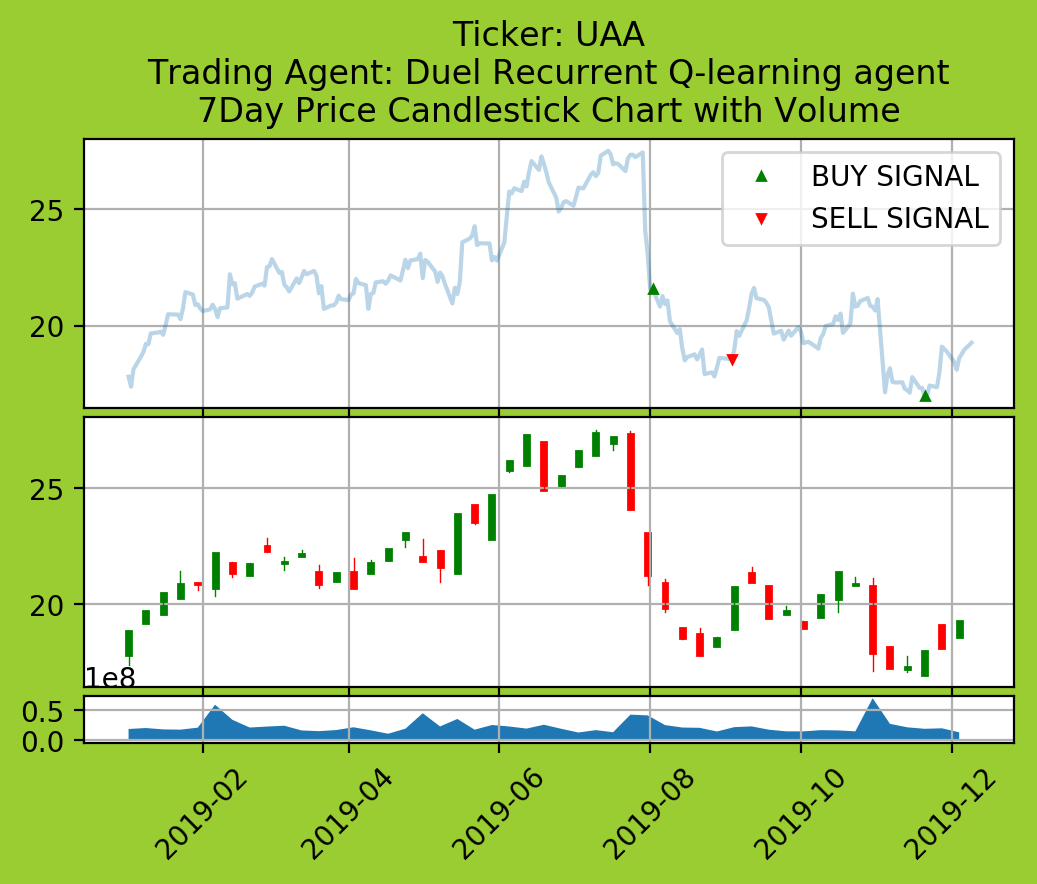 Ticker: UAA
Trading Agent: Duel Recurrent Q-learning agent
7Day Price Candlestick Chart with Volume
BUY SIGNAL
SELL SIGNAL
25
20
25
20
1e8
0.5
0.0
2019-02
2019-04
2019-06
2019-08
2019-10
2019-12